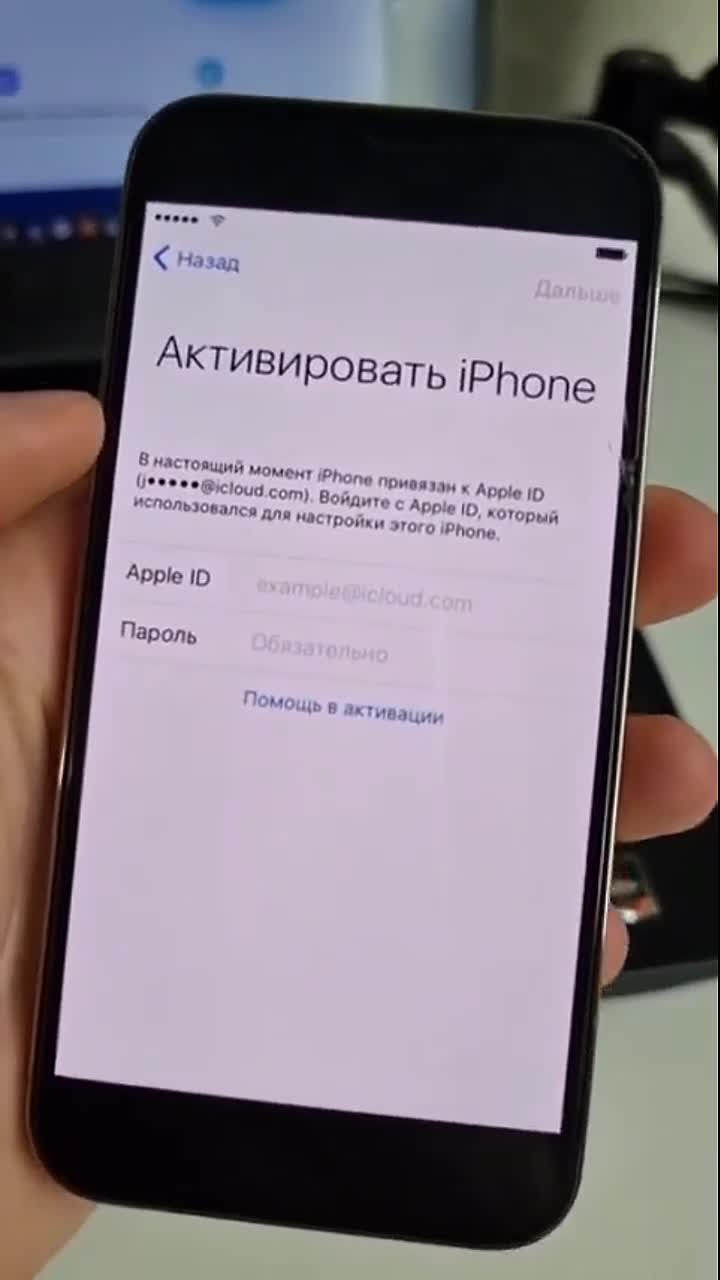 Назад
Дальше
Активировать iPhone
В настоящий момент iPhone привязан к Apple ID
(j•••••@icloud.com). Войдите с Apple ID, который
использовался для настройки этого iPhone.
Apple ID example@icloud.com
Пароль Обязательно
Помощь в активации